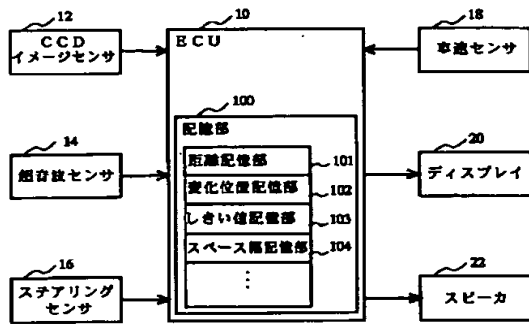 12
CCD
イメージセンサ
14
超音波センサ
16
ステアリング
センサ
10
ECU
100
記憶部
距離記憶部
101
変化位置記憶部
102
しきい値記憶部
103
スペース幅記憶部
104
⋮
18
車速センサ
20
ディスプレイ
22
スピーカ